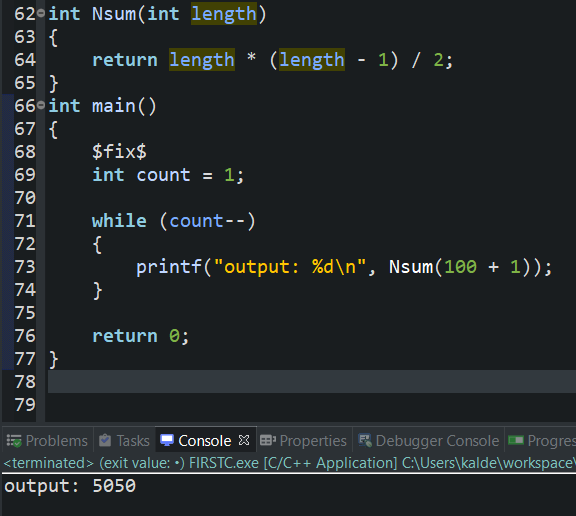 62 int Nsum(int length)
63 {
64     return length * (length - 1) / 2;
65 }
66 int main()
67 {
68     $fix$
69     int count = 1;
70
71     while (count--)
72     {
73         printf("output: %d\n", Nsum(100 + 1));
74     }
75
76     return 0;
77 }
78
79
Problems Tasks Console Properties Debugger Console Progres
<terminated> (exit value: •) FIRSTC.exe [C/C++ Application] C:\Users\kalde\workspace\
output: 5050